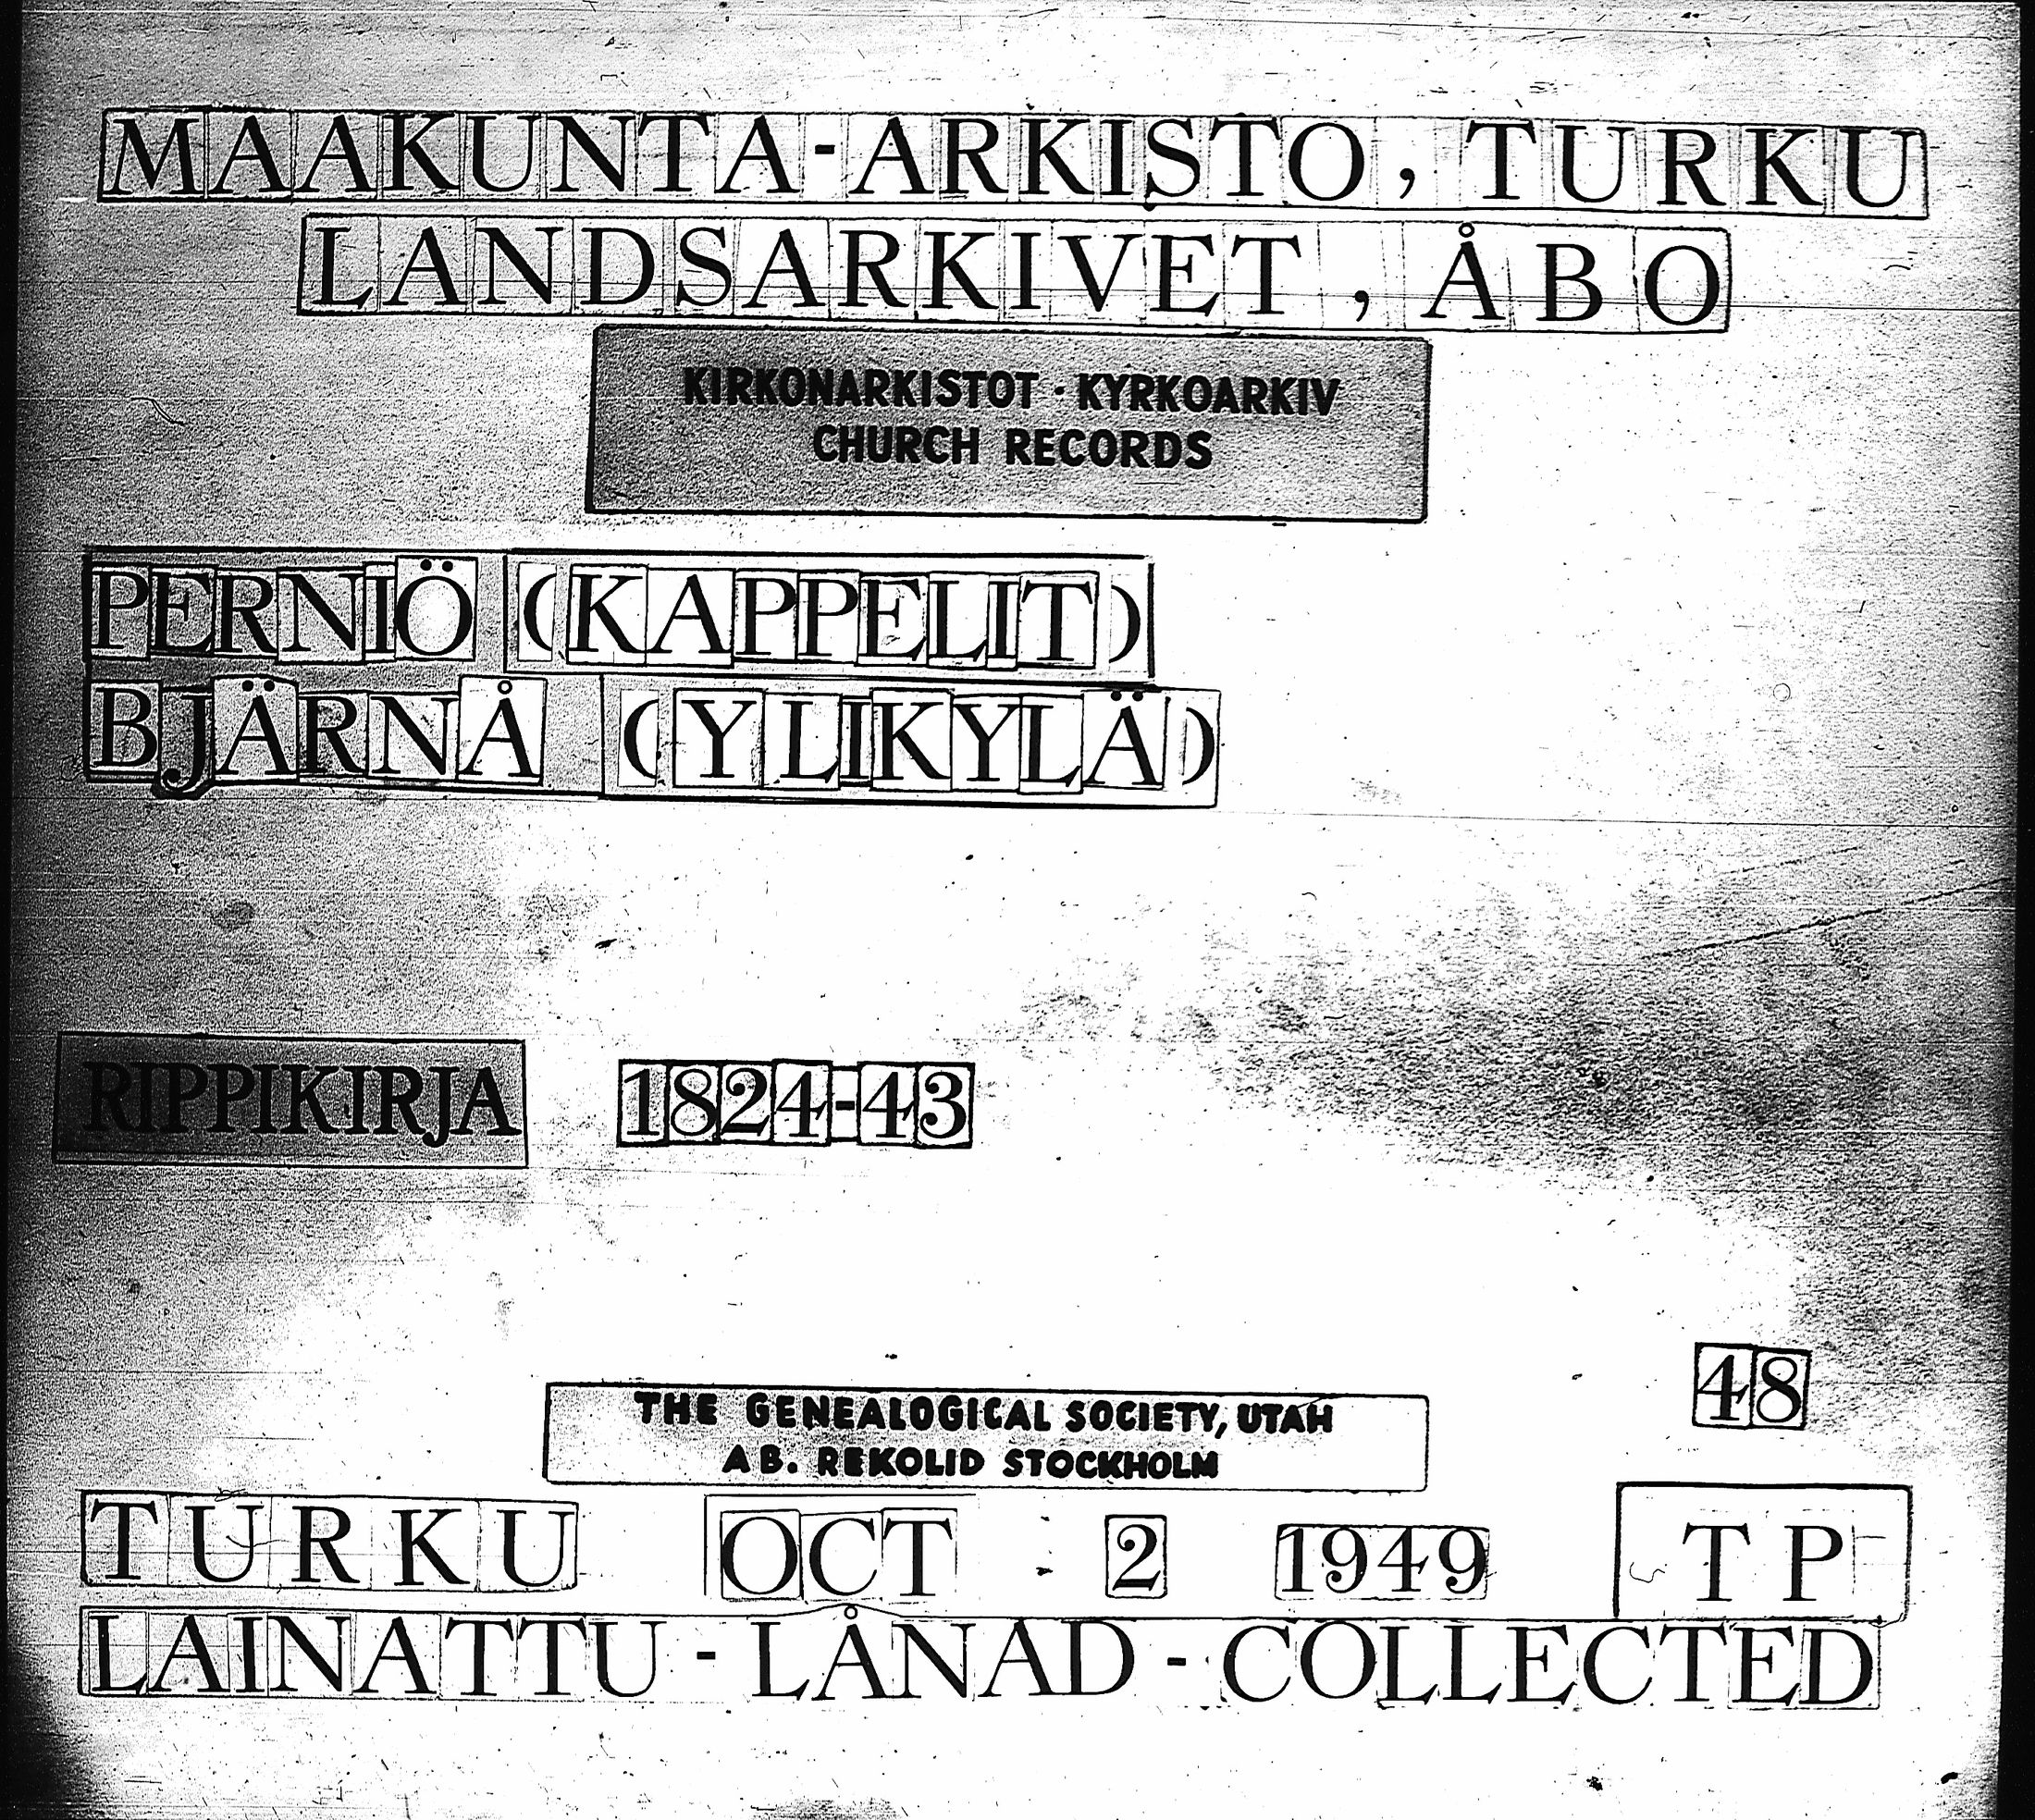 MAAKUNTA-ARKISTO, TURKU
LANDSARKIVET, ÅBO
KIRKONARKISTOT · KYRKOARKIV
CHURCH RECORDS
PERNIÖ (KAPPELIT)
BJÄRNÅ (YLIKYLÄ)
RIPPIKIRJA 1824-43
48
THE GENEALOGICAL SOCIETY, UTAH
AB. REKOLID STOCKHOLM
TURKU OCT 2 1949 TP
LAINATTU - LÅNAD - COLLECTED